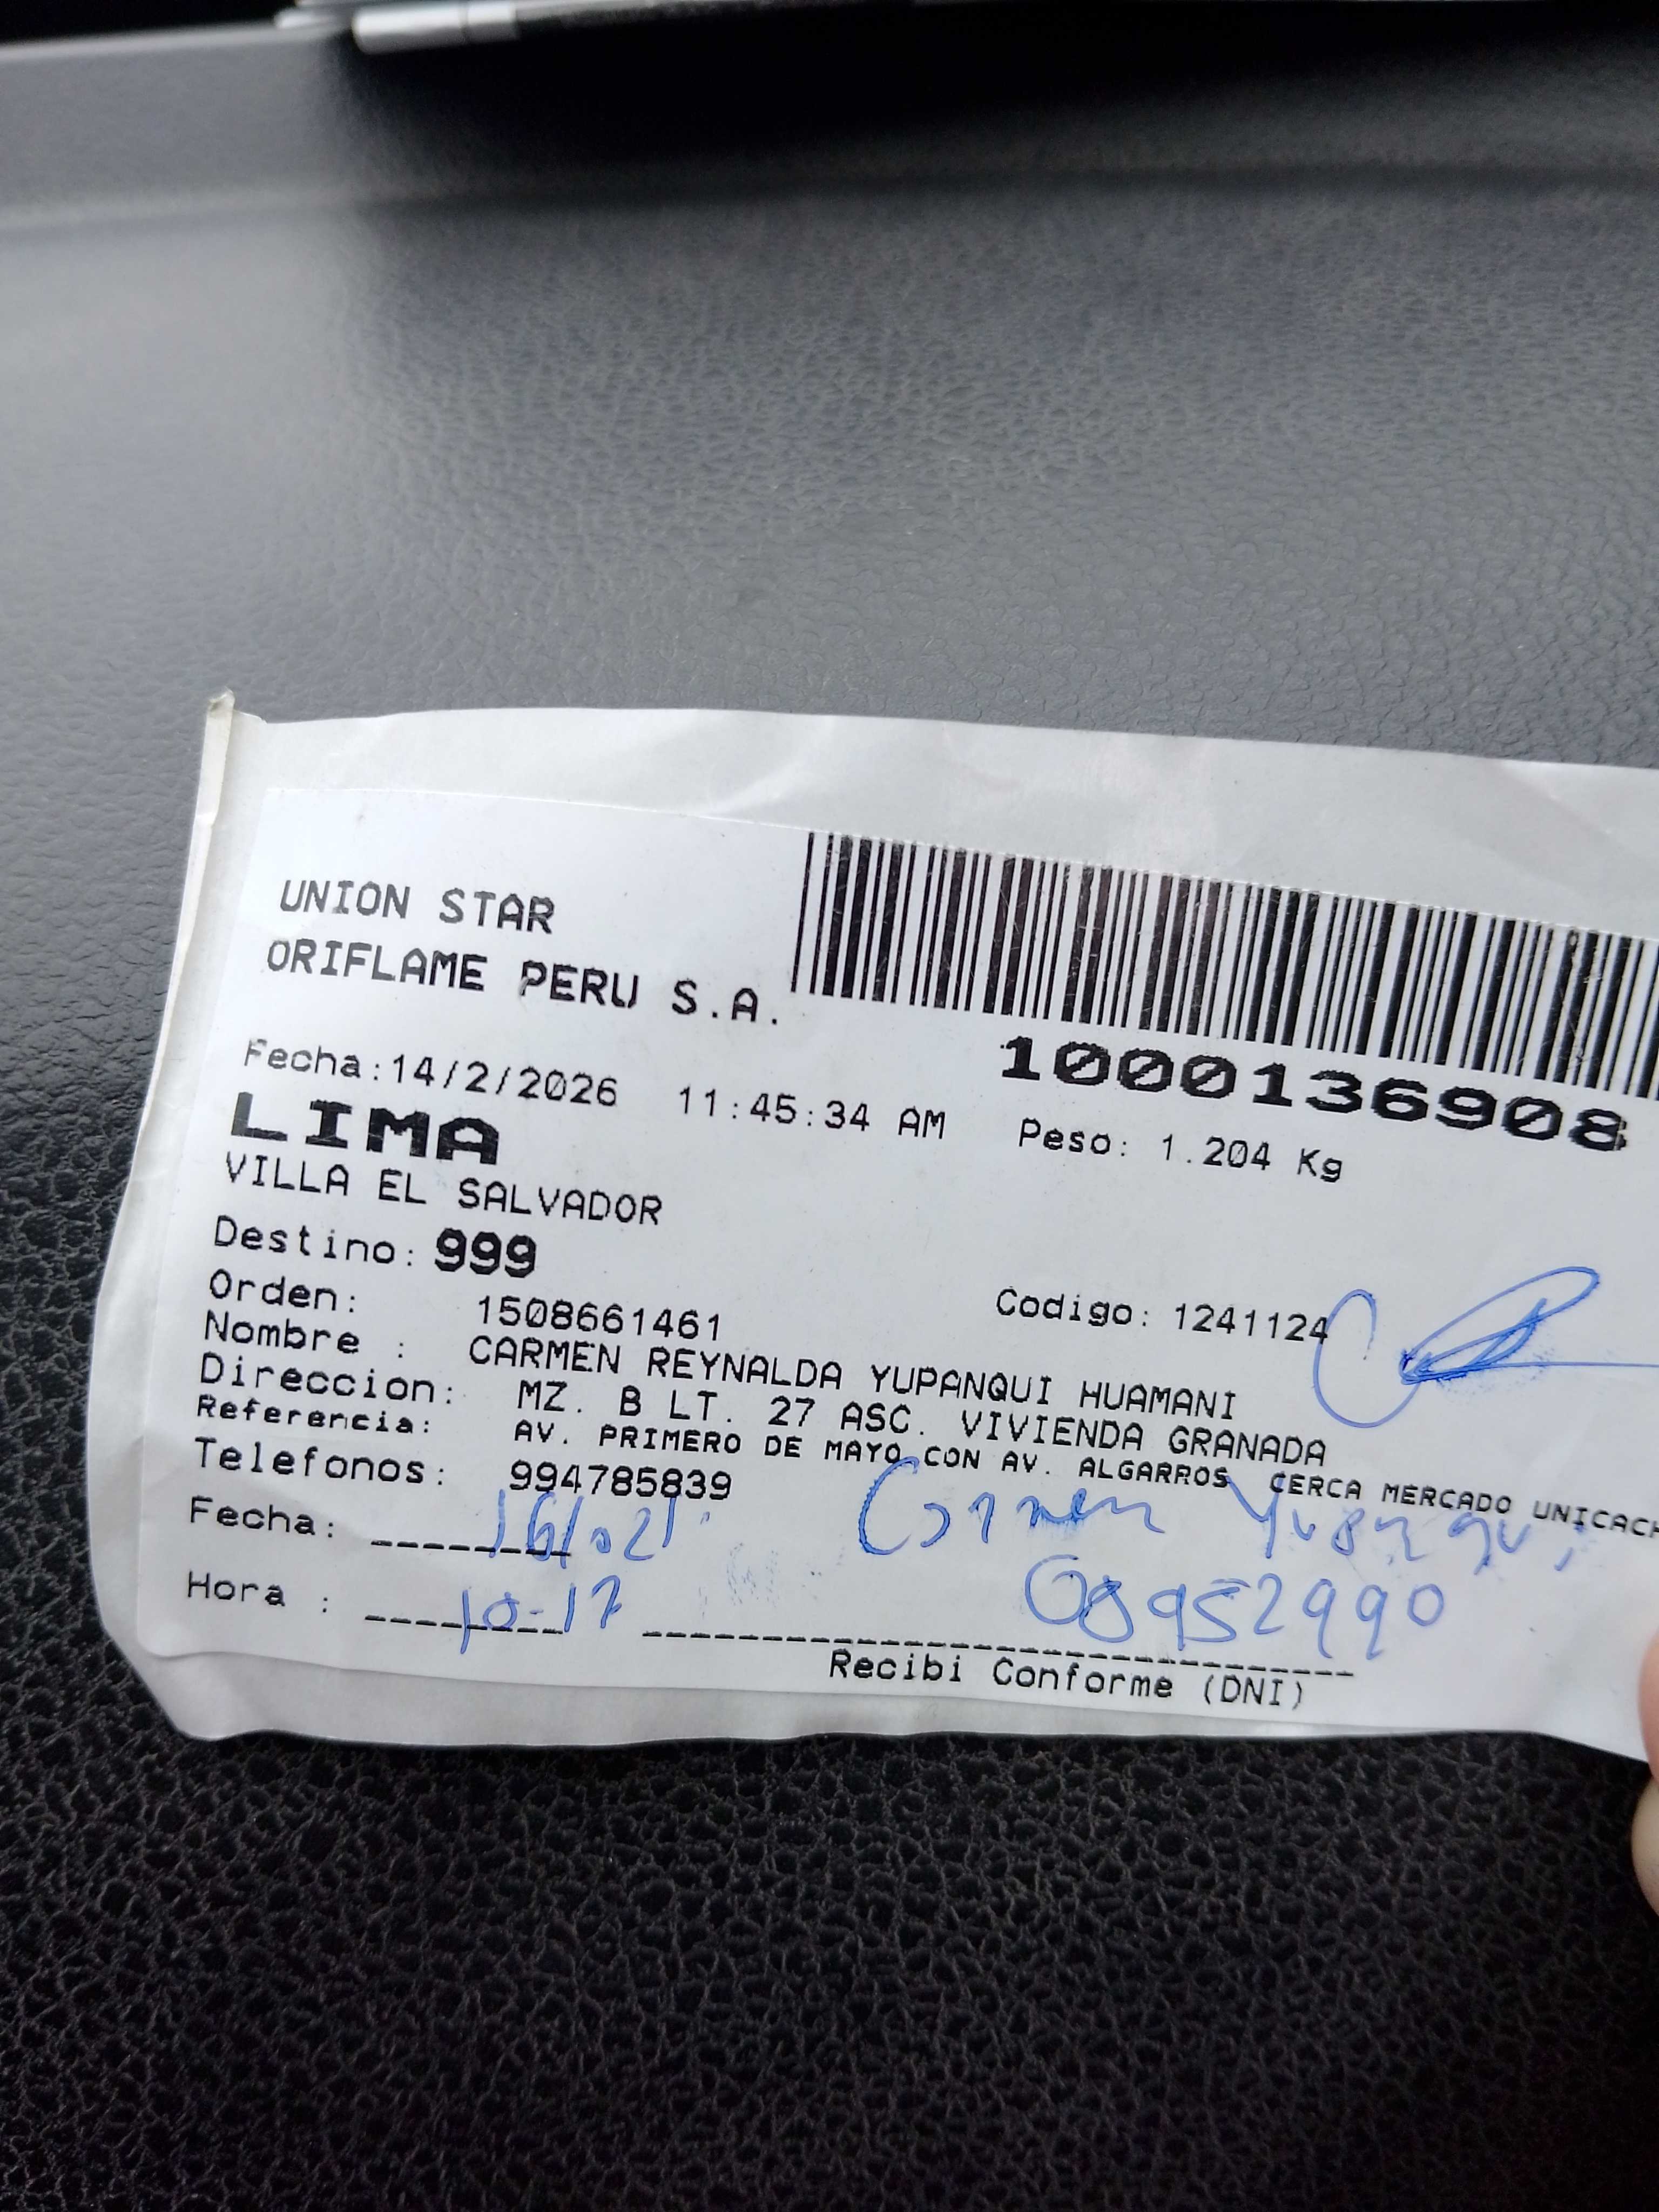 UNION STAR
ORIFLAME PERU S.A.
1000136908
Fecha:14/2/2026 11:45:34 AM Peso: 1.204 Kg
LIMA
VILLA EL SALVADOR
Destino: 999
Orden: 1508661461 Codigo: 1241124
Nombre : CARMEN REYNALDA YUPANQUI HUAMANI
Direccion: MZ. B LT. 27 ASC. VIVIENDA GRANADA
Referencia: AV. PRIMERO DE MAYO CON AV. ALGARROS CERCA MERCADO UNICACH
Telefonos: 994785839
Fecha: 16/02/. Carmen
Hora : 10-17 08952990
Recibi Conforme (DNI)